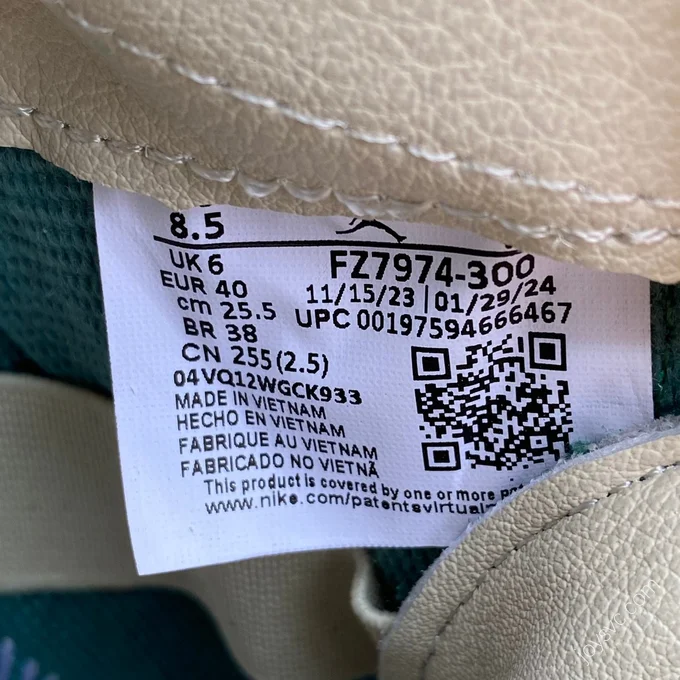 8.5
UK 6
EUR 40
cm 25.5
BR 38
CN 255 (2.5)
04VQ12WGCK933
MADE IN VIETNAM
HECHO EN VIETNAM
FABRIQUE AU VIETNAM
FABRICADO NO VIETNÃ
FZ7974-300
11/15/23 | 01/29/24
UPC 00197594666467
This product is covered by one or more
www.nike.com/patentsvirtual